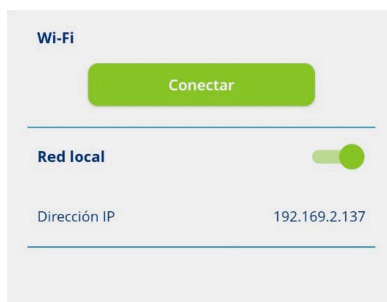 Wi-Fi
Conectar
Red local
Dirección IP 192.169.2.137